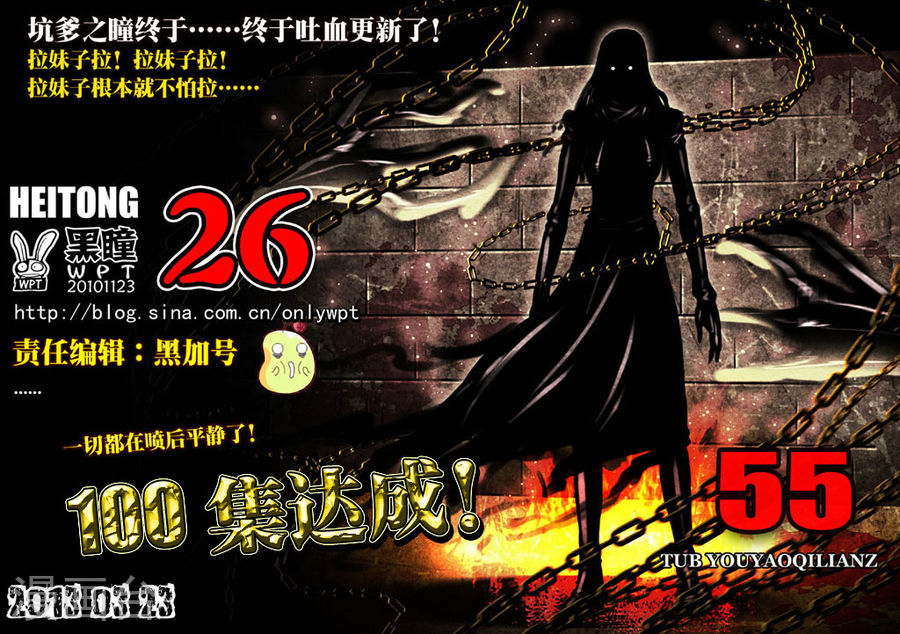 坑爹之瞳终于……终于吐血更新了！
拉妹子拉！拉妹子拉！
拉妹子根本就不怕拉……
HEITONG
26
黑瞳
WPT
WPT
20101123
http://blog.sina.com.cn/onlywpt
责任编辑：黑加号
……
一切都在喷后平静了！
100 集达成！
55
TUB YOUYAOQILIANZ
漫画台